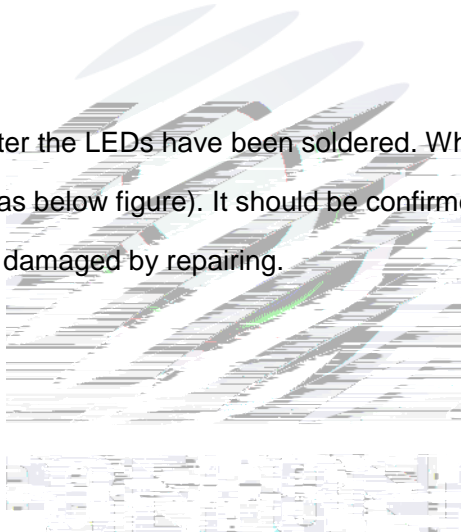 ter the LEDs have been soldered. Wh
as below figure). It should be confirme
damaged by repairing.